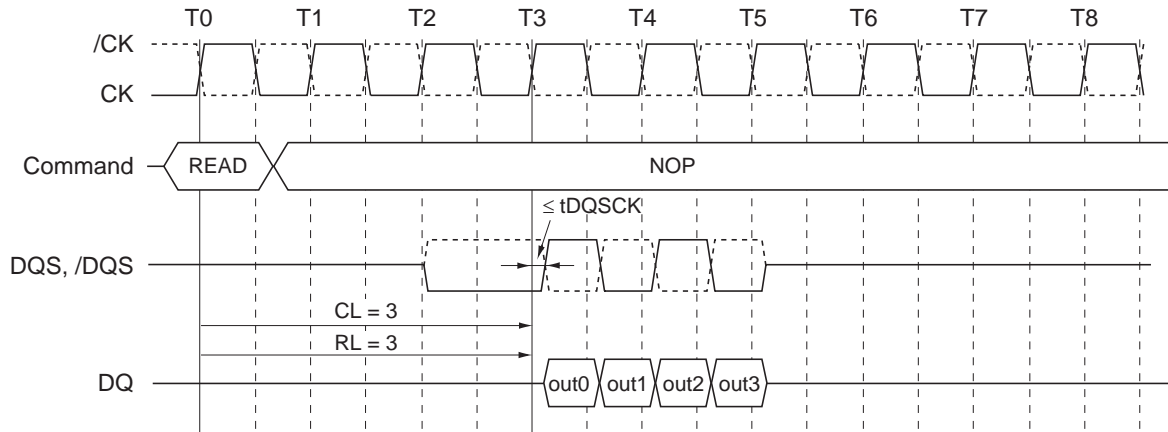 T0 T1 T2 T3 T4 T5 T6 T7 T8
/CK
CK
Command READ NOP
≤ tDQSCK
DQS, /DQS
CL = 3
RL = 3
DQ out0 out1 out2 out3